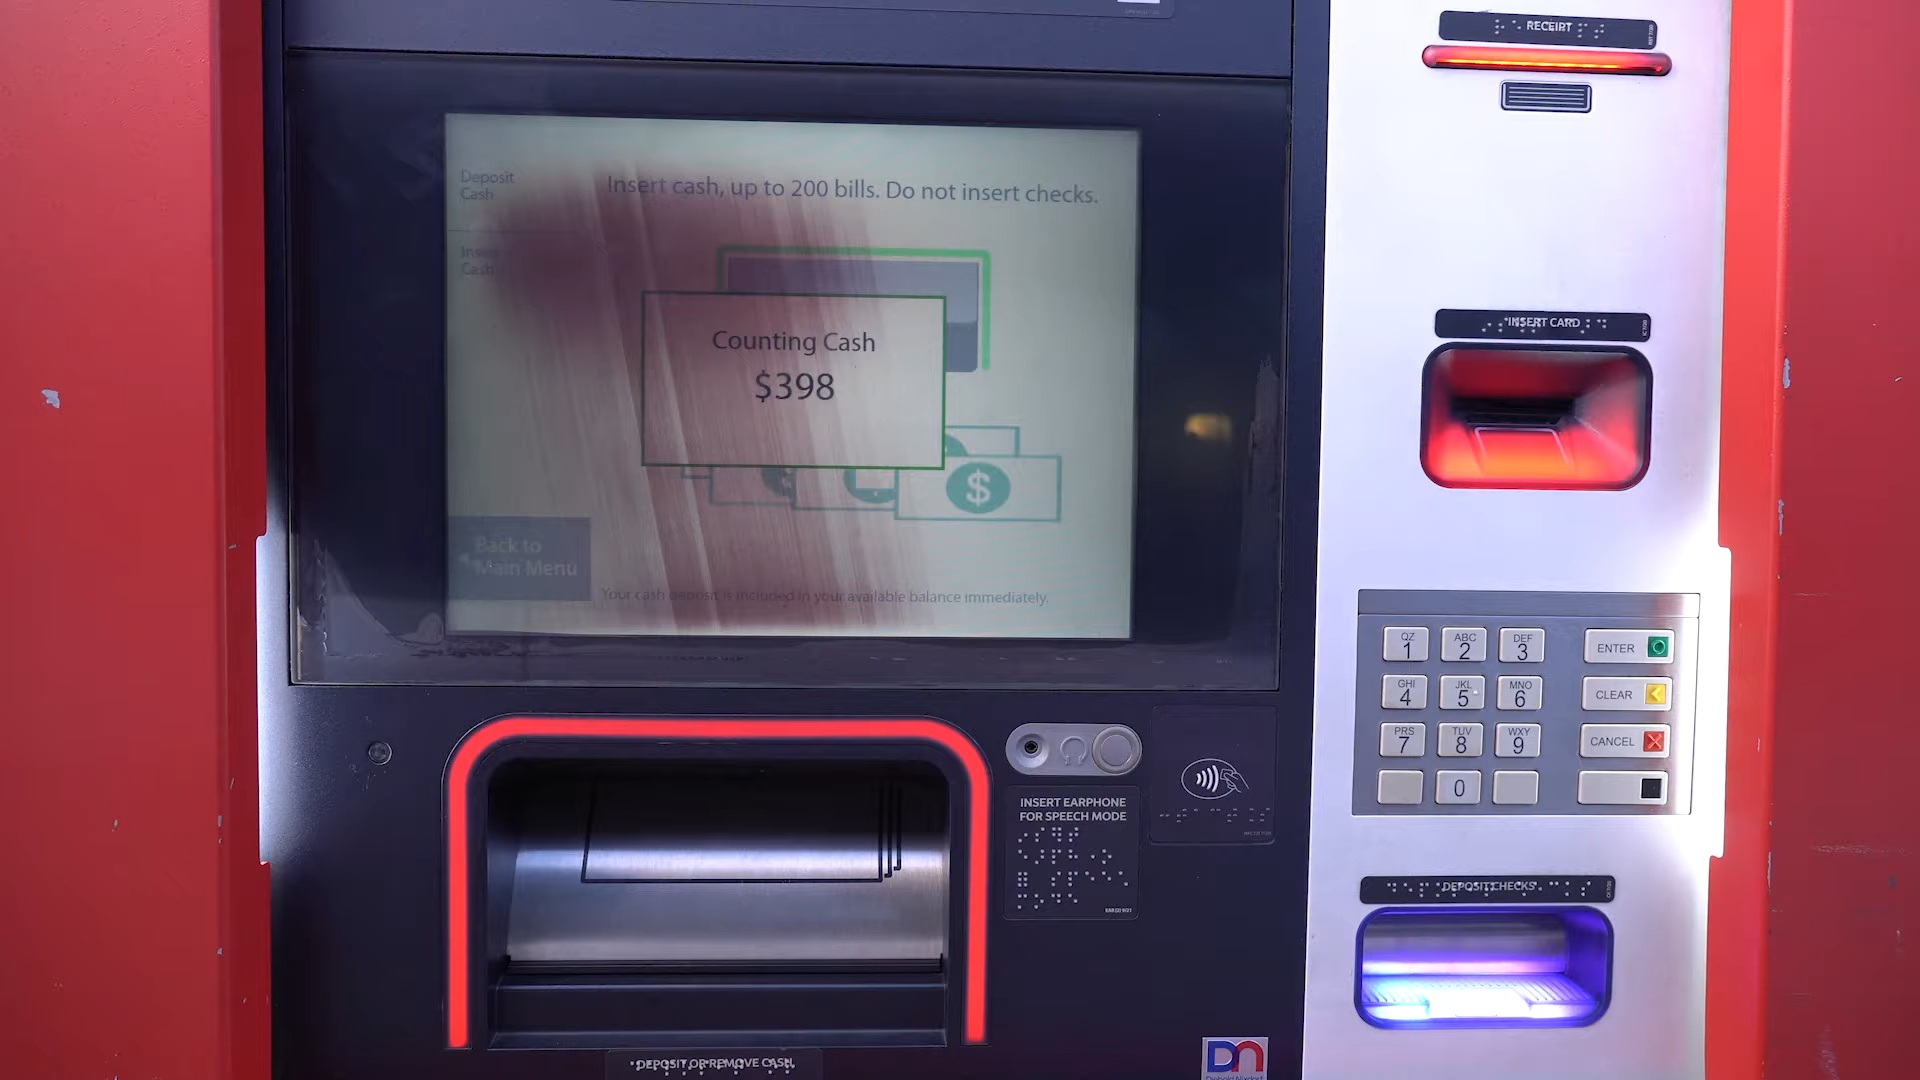 Deposit
Cash
Insert
Cash
Insert cash, up to 200 bills. Do not insert checks.
Counting Cash
$398
$
Back to
Main Menu
Your cash deposit is included in your available balance immediately.
RECEIPT
INSERT CARD
QZ
1
ABC
2
DEF
3
ENTER
GHI
4
JKL
5
MNO
6
CLEAR
PRS
7
TUV
8
WXY
9
CANCEL
0
INSERT EARPHONE
FOR SPEECH MODE
DEPOSIT CHECKS
DEPOSIT OR REMOVE CASH
DN
Diebold Nixdorf